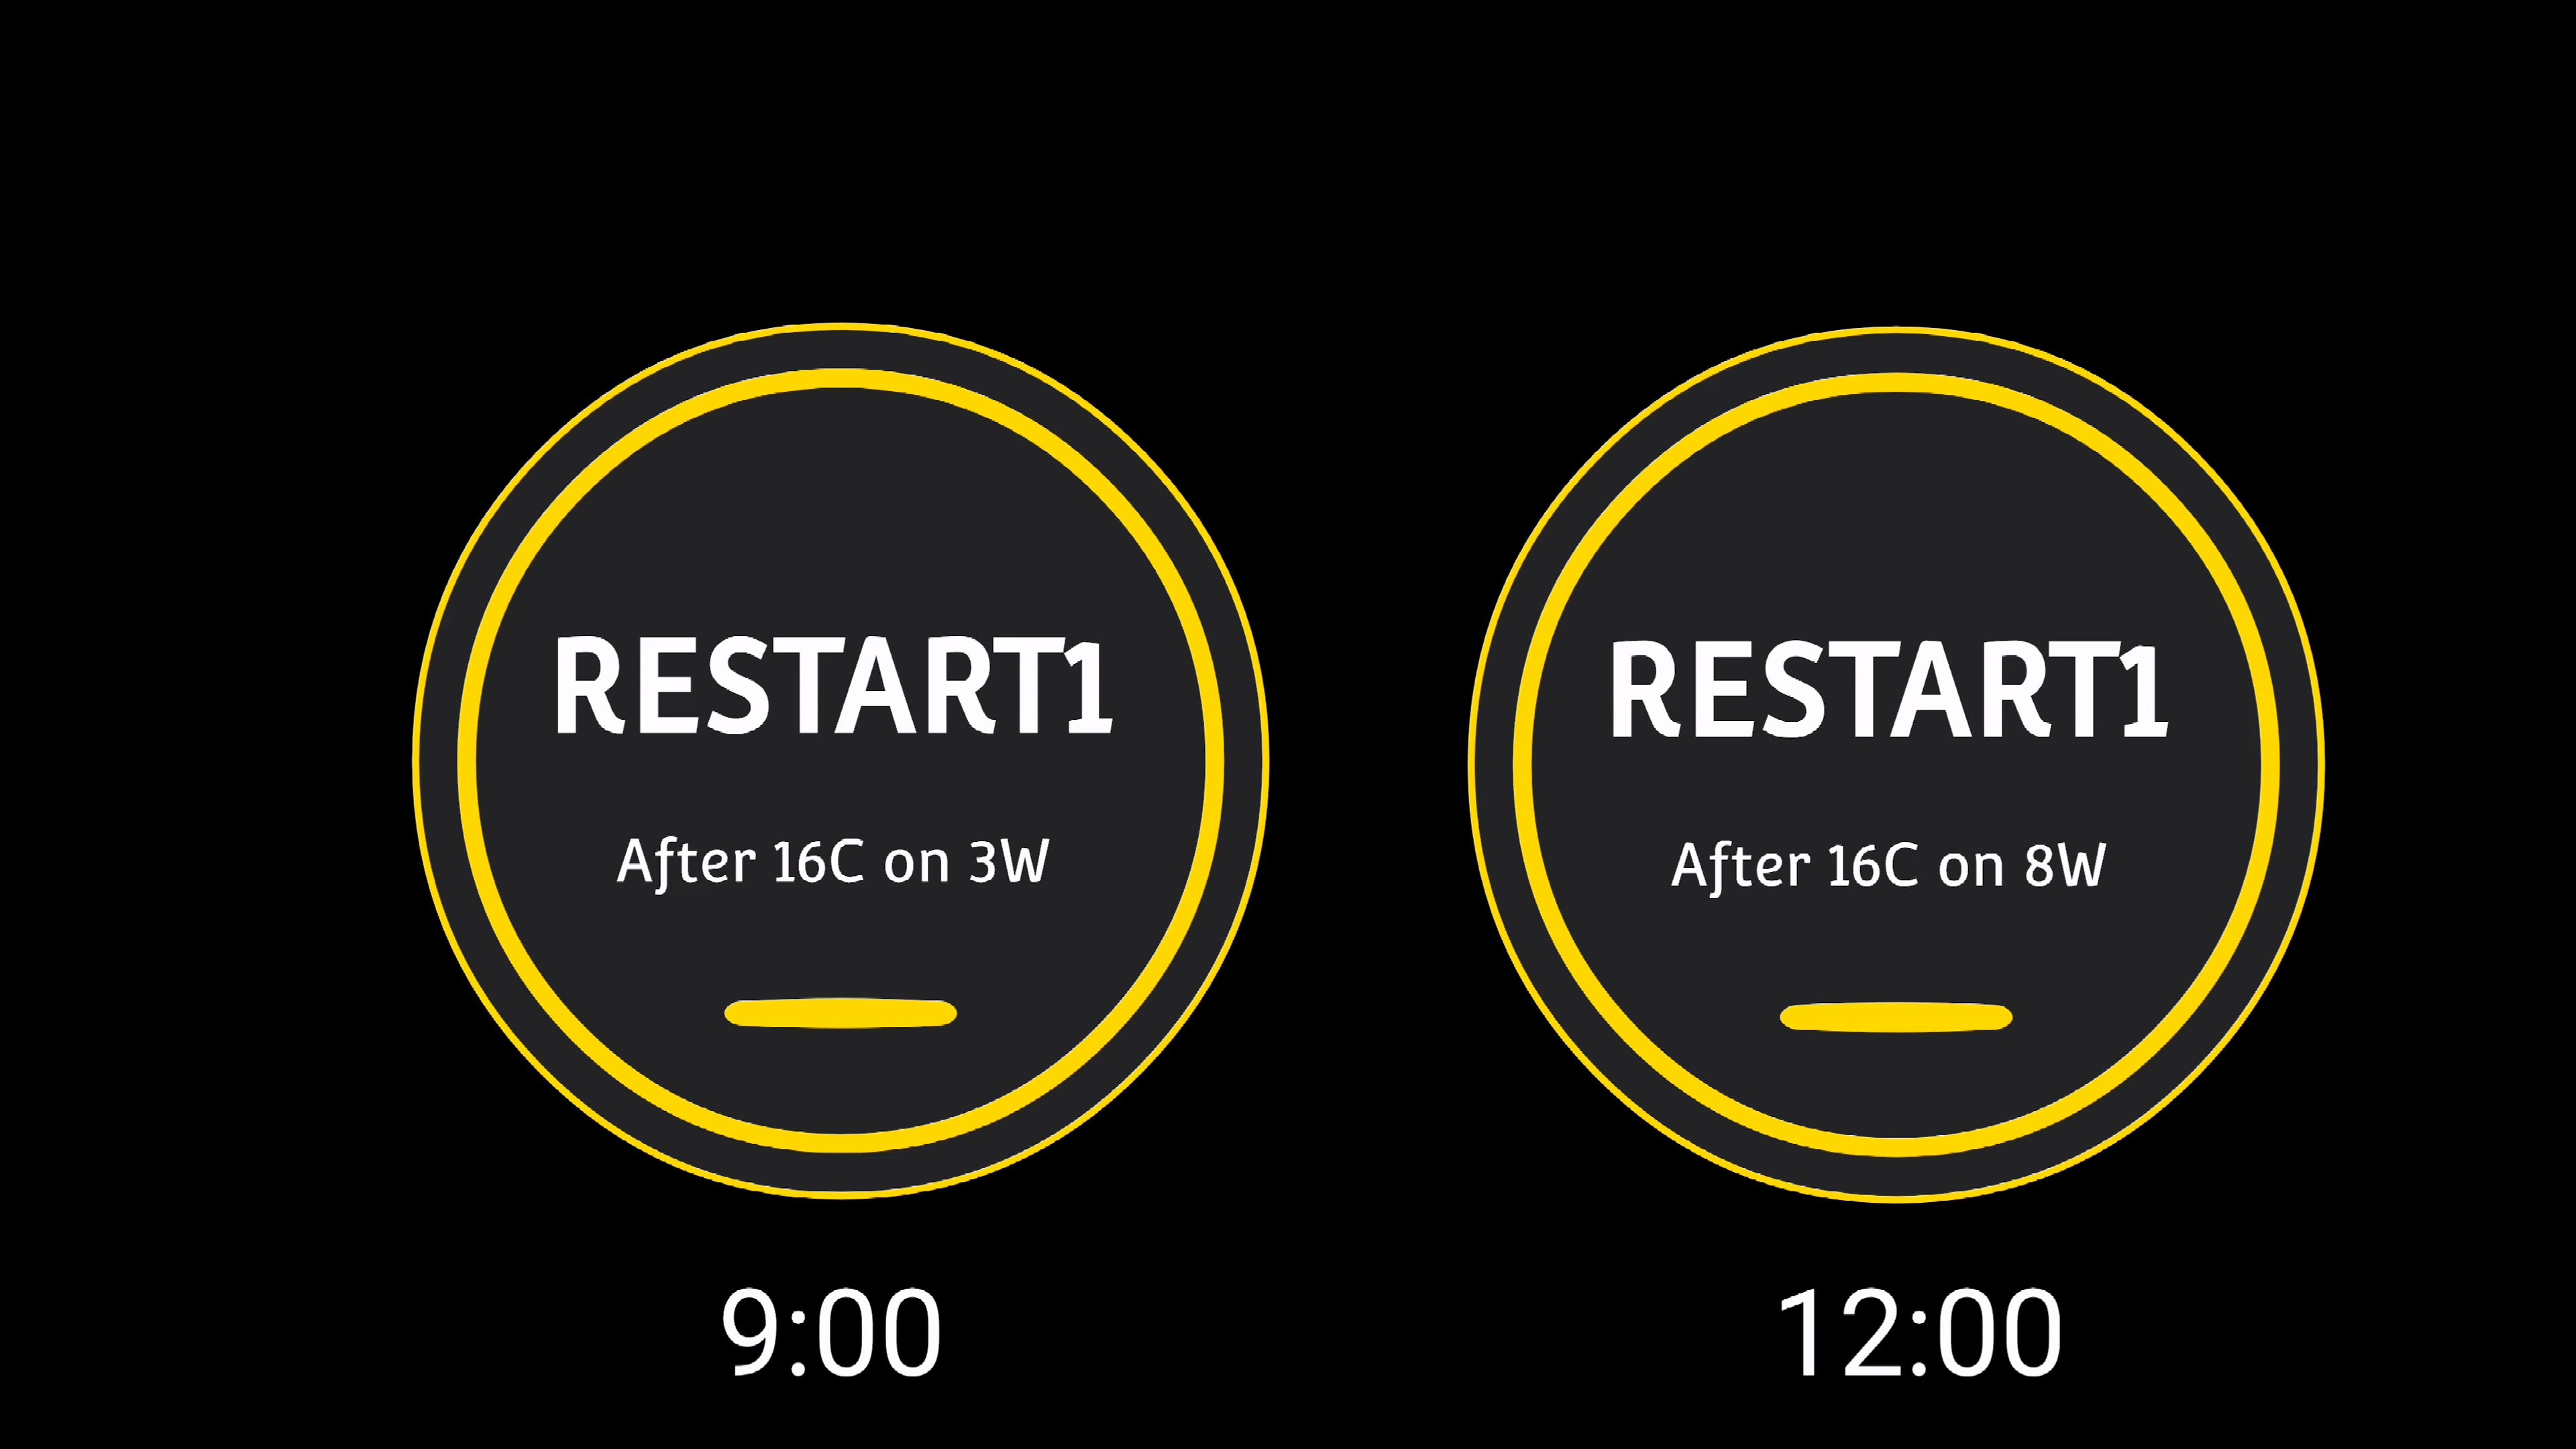 RESTART1
After 16C on 3W
9:00
RESTART1
After 16C on 8W
12:00